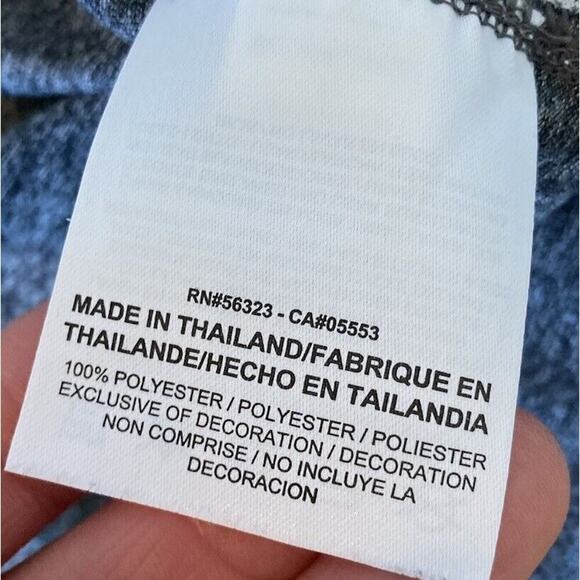 RN#56323 - CA#05553
MADE IN THAILAND/FABRIQUE EN
THAILANDE/HECHO EN TAILANDIA
100% POLYESTER / POLYESTER / POLIESTER
EXCLUSIVE OF DECORATION / DECORATION
NON COMPRISE / NO INCLUYE LA
DECORACION